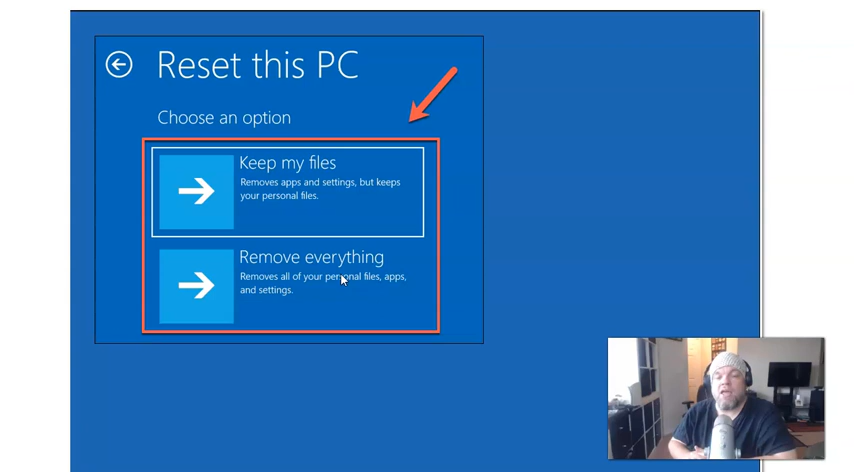 Reset this PC
Choose an option
Keep my files
Removes apps and settings, but keeps
your personal files.
Remove everything
Removes all of your personal files, apps,
and settings.